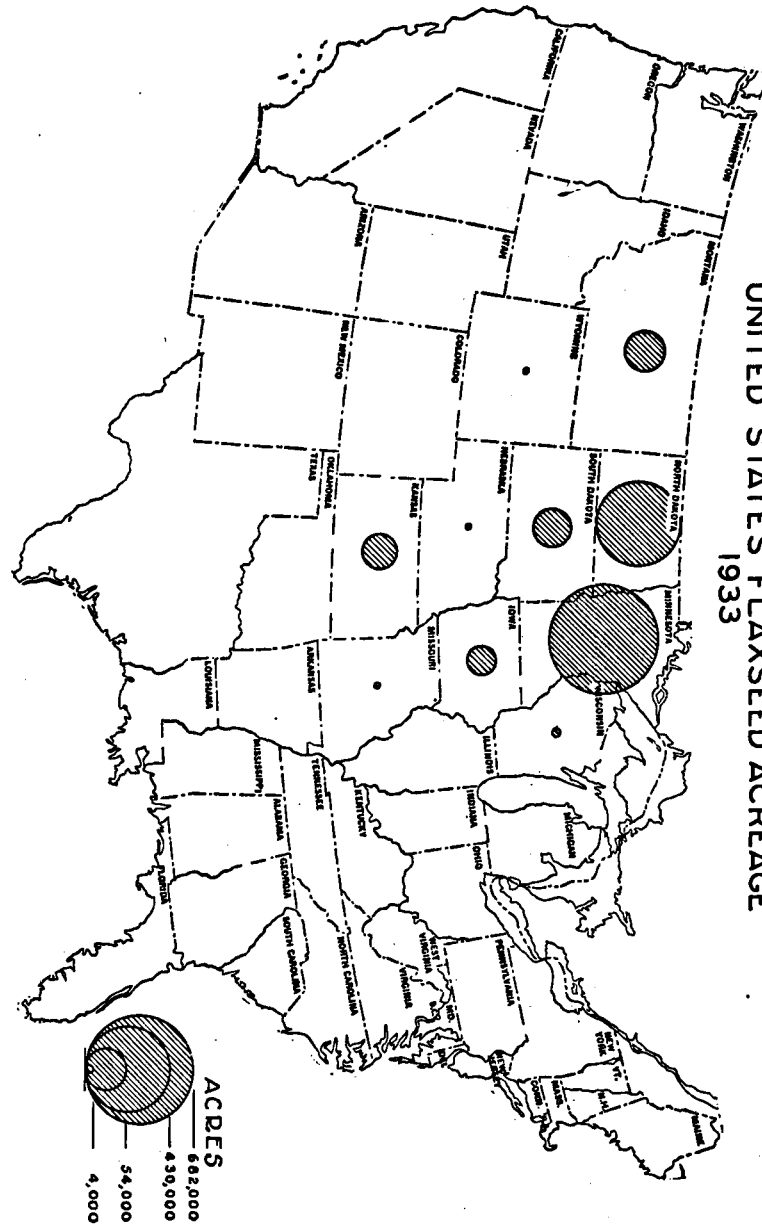 UNITED STATES FLAXSEED ACREAGE
1933
WASHINGTON
OREGON
CALIFORNIA
NEVADA
IDAHO
MONTANA
WYOMING
UTAH
ARIZONA
COLORADO
NEW MEXICO
NORTH DAKOTA
SOUTH DAKOTA
NEBRASKA
KANSAS
OKLAHOMA
TEXAS
MINNESOTA
IOWA
MISSOURI
ARKANSAS
LOUISIANA
WISCONSIN
ILLINOIS
MICHIGAN
INDIANA
OHIO
KENTUCKY
TENNESSEE
MISSISSIPPI
ALABAMA
GEORGIA
FLORIDA
SOUTH CAROLINA
NORTH CAROLINA
VIRGINIA
WEST
VIRGINIA
PENNSYLVANIA
NEW
YORK
VT.
N.H.
MAINE
MASS.
CONN.
NEW
JERSEY
MD.
ACRES
682,000
430,000
54,000
4,000